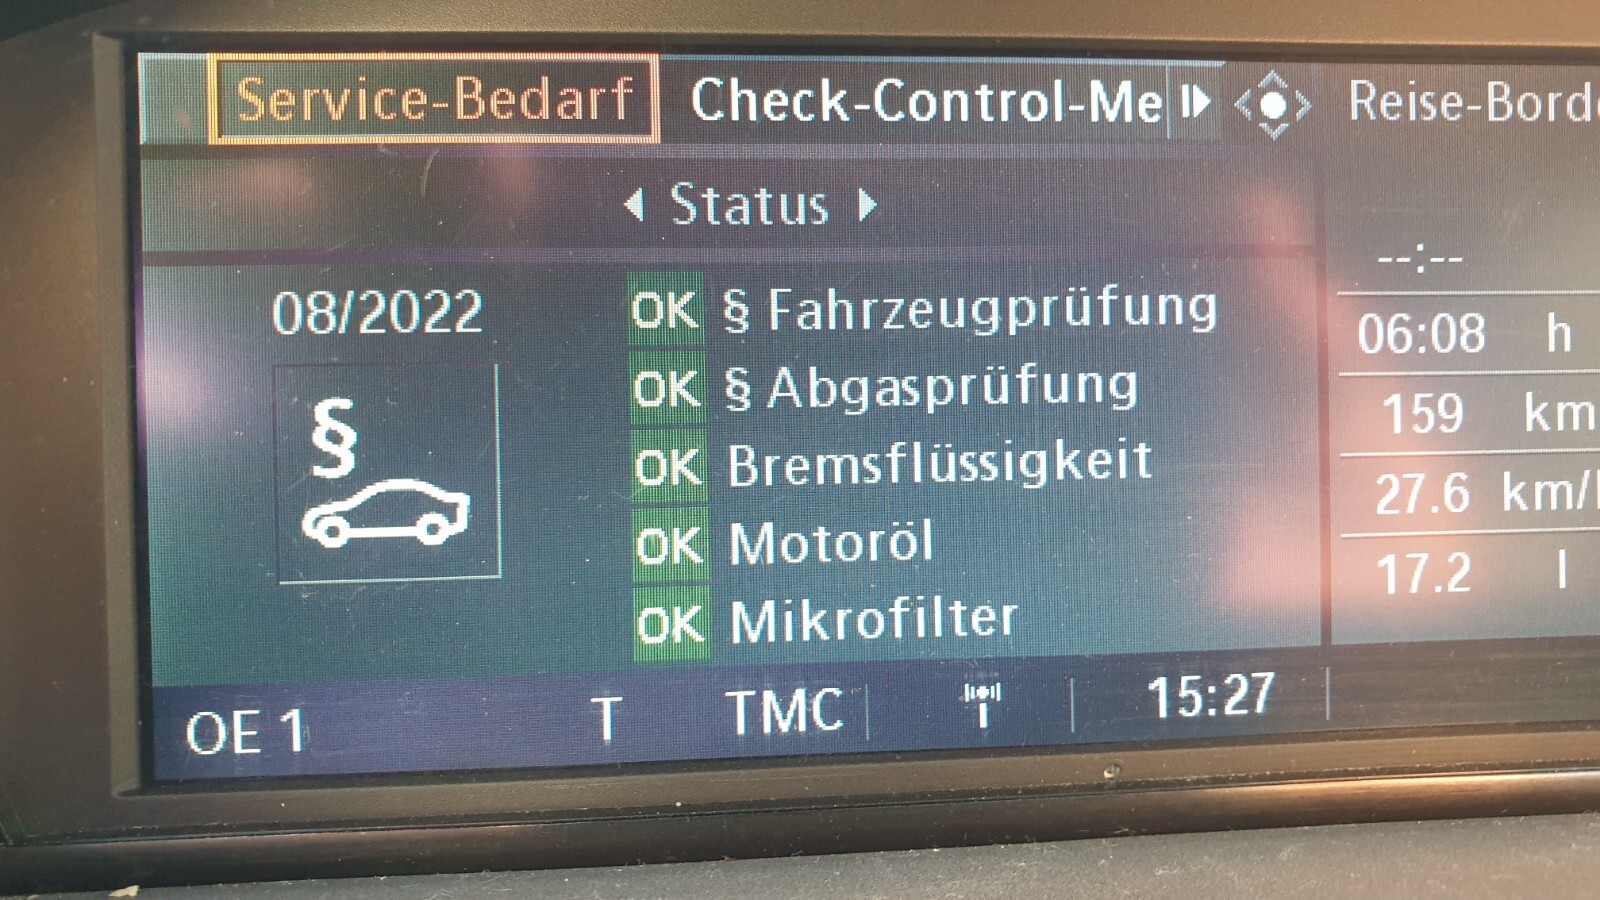 Service-Bedarf Check-Control-Me
Status
08/2022
§
OK § Fahrzeugprüfung
OK § Abgasprüfung
OK Bremsflüssigkeit
OK Motoröl
OK Mikrofilter
OE 1 T TMC 15:27
Reise-Bord
--:--
06:08 h
159 km
27.6 km/
17.2 l